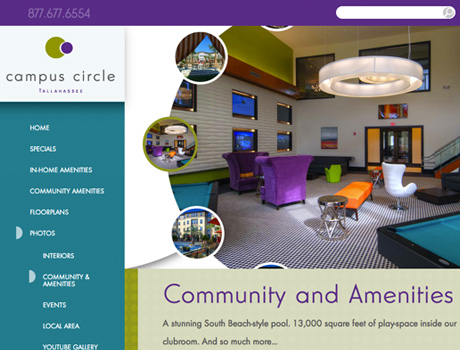 877.677.6554
campus circle
TALLAHASSEE
HOME
SPECIALS
IN-HOME AMENITIES
COMMUNITY AMENITIES
FLOORPLANS
PHOTOS
INTERIORS
COMMUNITY &
AMENITIES
EVENTS
LOCAL AREA
YOUTUBE GALLERY
Community and Amenities
A stunning South Beach-style pool. 13,000 square feet of play-space inside our
clubroom. And so much more...